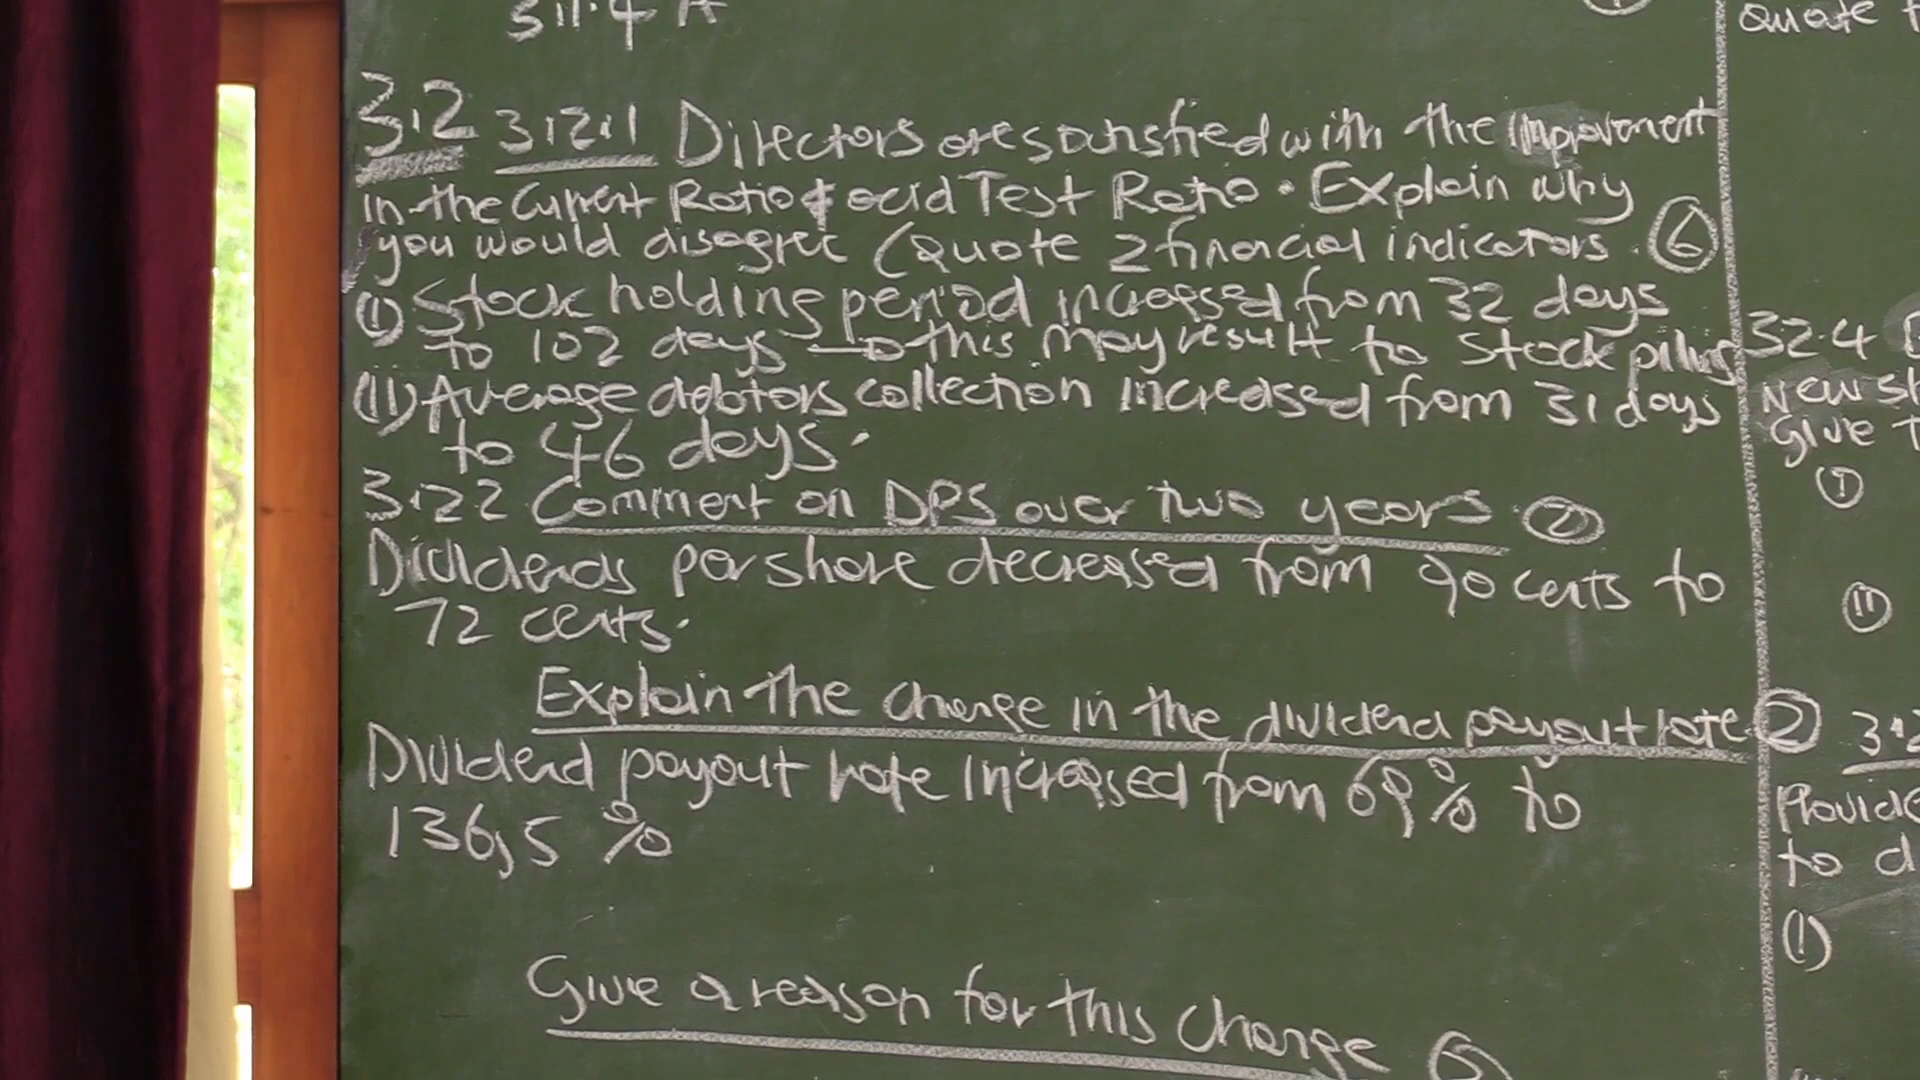 3.1.4 A
3.2 3.2.1 Directors are satisfied with the improvement
in the Current Ratio & acid Test Ratio. Explain why
you would disagree (Quote 2 financial indicators. (6)
(I) Stock holding period increased from 32 days
to 102 days → this may result to stock piling
(II) Average debtors collection increased from 31 days
to 46 days.
3.2.2 Comment on DPS over two years (2)
Dividends per share decreased from 90 cents to
72 cents.
Explain the change in the dividend payout rate (2)
Dividend payout rate increased from 69% to
136,5 %
Give a reason for this change
Quote
32.4
New
give
(I)
(II)
to
(I)